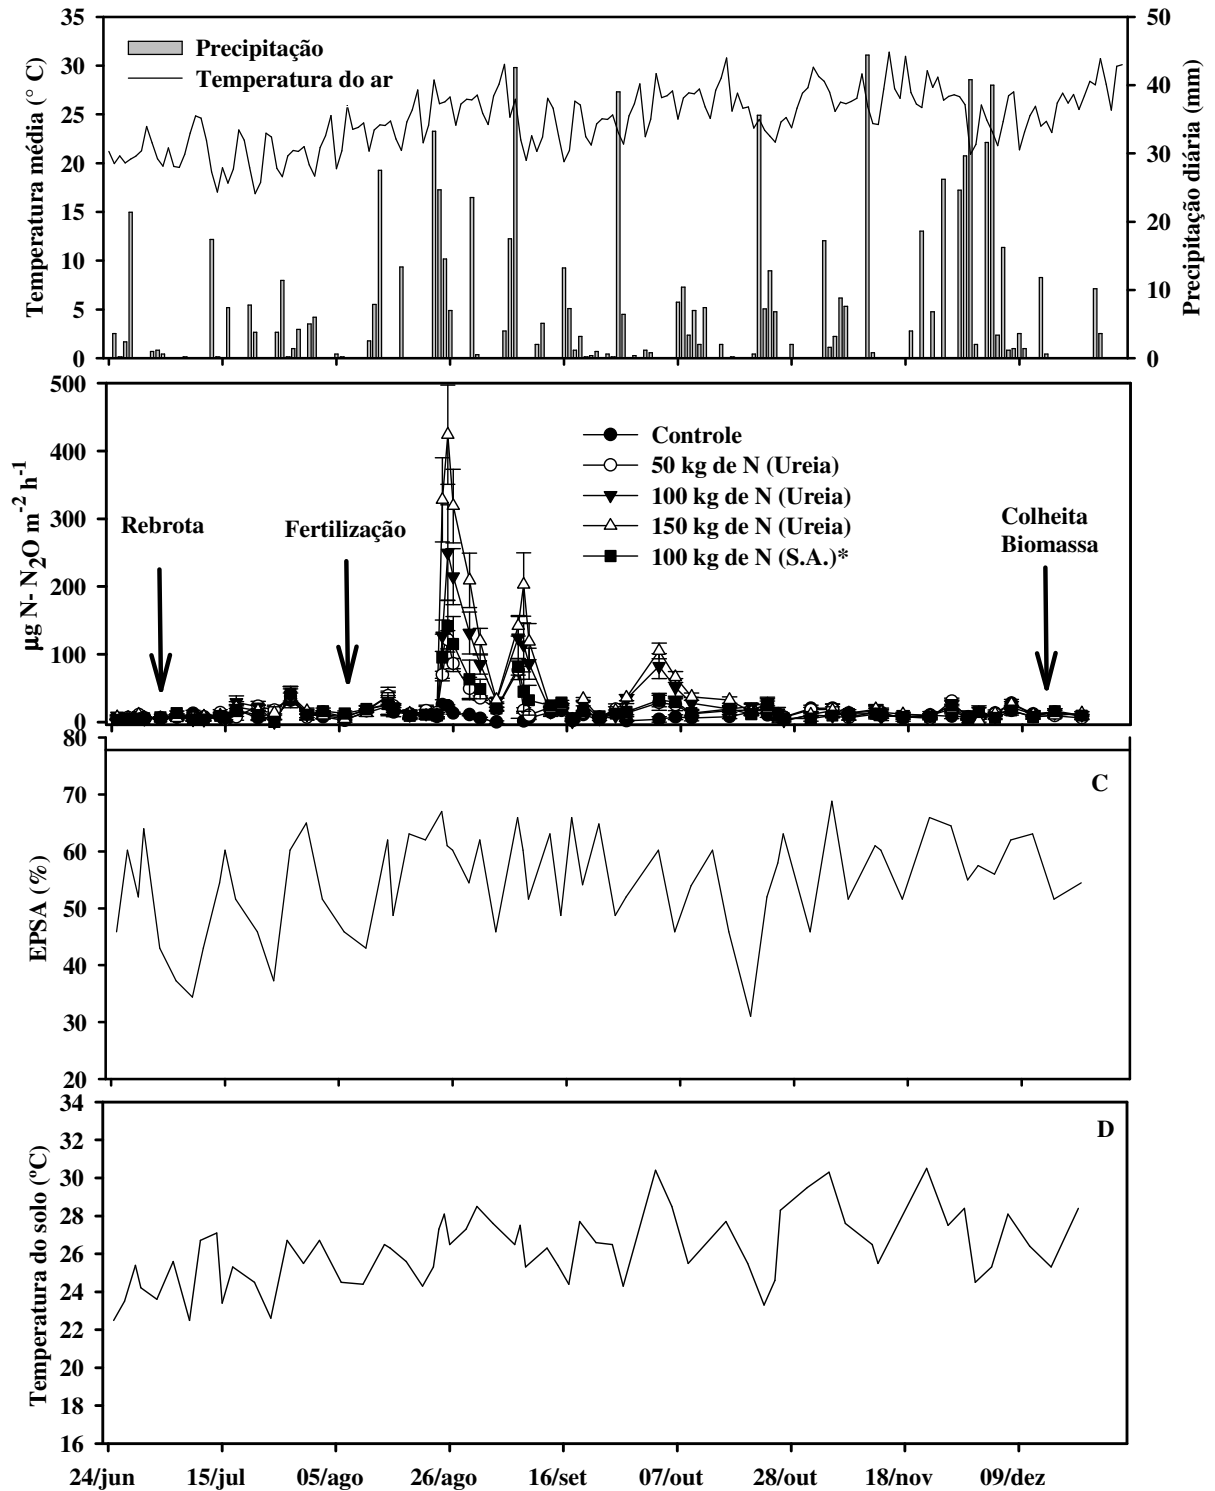 35
30
25
20
15
10
5
0
Temperatura média (° C)
Precipitação
Temperatura do ar
50
40
30
20
10
0
Precipitação diária (mm)
500
400
300
200
100
0
µg N- N2O m-2 h-1
Rebrota
Fertilização
Controle
50 kg de N (Ureia)
100 kg de N (Ureia)
150 kg de N (Ureia)
100 kg de N (S.A.)*
Colheita
Biomassa
80
70
60
50
40
30
20
EPSA (%)
C
34
32
30
28
26
24
22
20
18
16
Temperatura do solo (ºC)
D
24/jun 15/jul 05/ago 26/ago 16/set 07/out 28/out 18/nov 09/dez